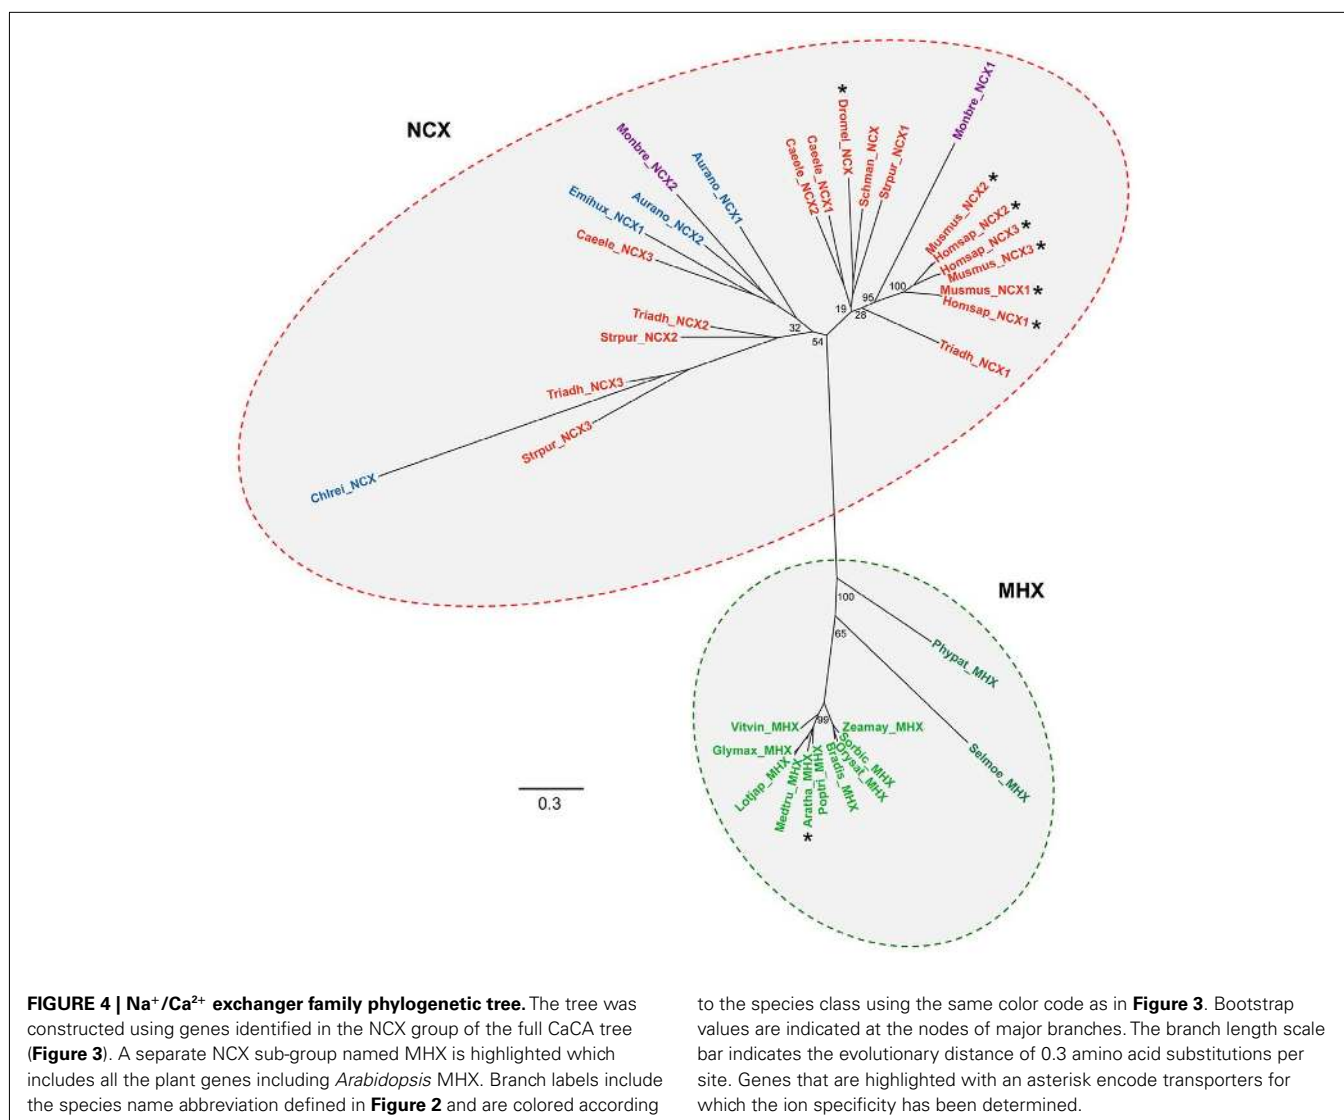 NCX
Monbre_NCX2
Aurano_NCX1
Emihux_NCX1
Aurano_NCX2
Caeele_NCX3
Triadh_NCX2
Strpur_NCX2
Triadh_NCX3
Strpur_NCX3
Chlrei_NCX
Caeele_NCX2
Caeele_NCX1
* Dromel_NCX
Schman_NCX
Strpur_NCX1
Monbre_NCX1
Musmus_NCX2 *
Homsap_NCX2 *
Homsap_NCX3 *
Musmus_NCX3 *
Musmus_NCX1 *
Homsap_NCX1 *
Triadh_NCX1
100
95
19
28
32
54
MHX
100
65
Phypat_MHX
Selmoe_MHX
99
Vitvin_MHX
Glymax_MHX
Lotjap_MHX
Medtru_MHX
Aratha_MHX
*
Poptri_MHX
Bradis_MHX
Orysat_MHX
Sorbic_MHX
Zeamay_MHX
0.3
FIGURE 4 | Na⁺/Ca²⁺ exchanger family phylogenetic tree. The tree was
constructed using genes identified in the NCX group of the full CaCA tree
(Figure 3). A separate NCX sub-group named MHX is highlighted which
includes all the plant genes including Arabidopsis MHX. Branch labels include
the species name abbreviation defined in Figure 2 and are colored according
to the species class using the same color code as in Figure 3. Bootstrap
values are indicated at the nodes of major branches. The branch length scale
bar indicates the evolutionary distance of 0.3 amino acid substitutions per
site. Genes that are highlighted with an asterisk encode transporters for
which the ion specificity has been determined.